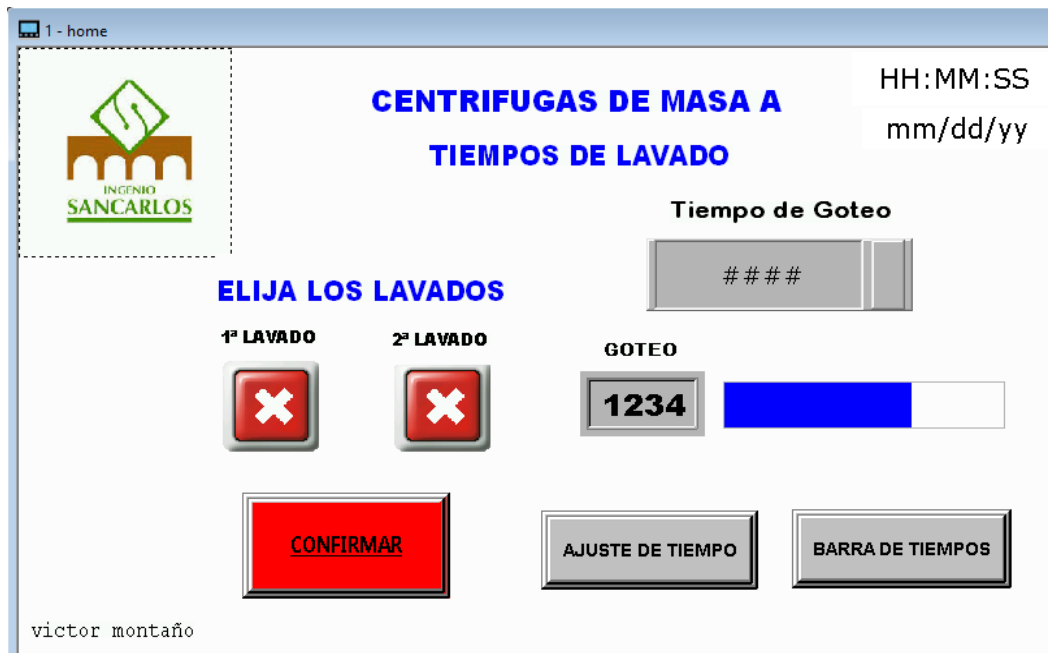 1 - home
HH:MM:SS
mm/dd/yy
CENTRIFUGAS DE MASA A
TIEMPOS DE LAVADO
INGENIO
SANCARLOS
Tiempo de Goteo
####
ELIJA LOS LAVADOS
1ª LAVADO
2ª LAVADO
GOTEO
1234
CONFIRMAR
AJUSTE DE TIEMPO
BARRA DE TIEMPOS
victor montaño